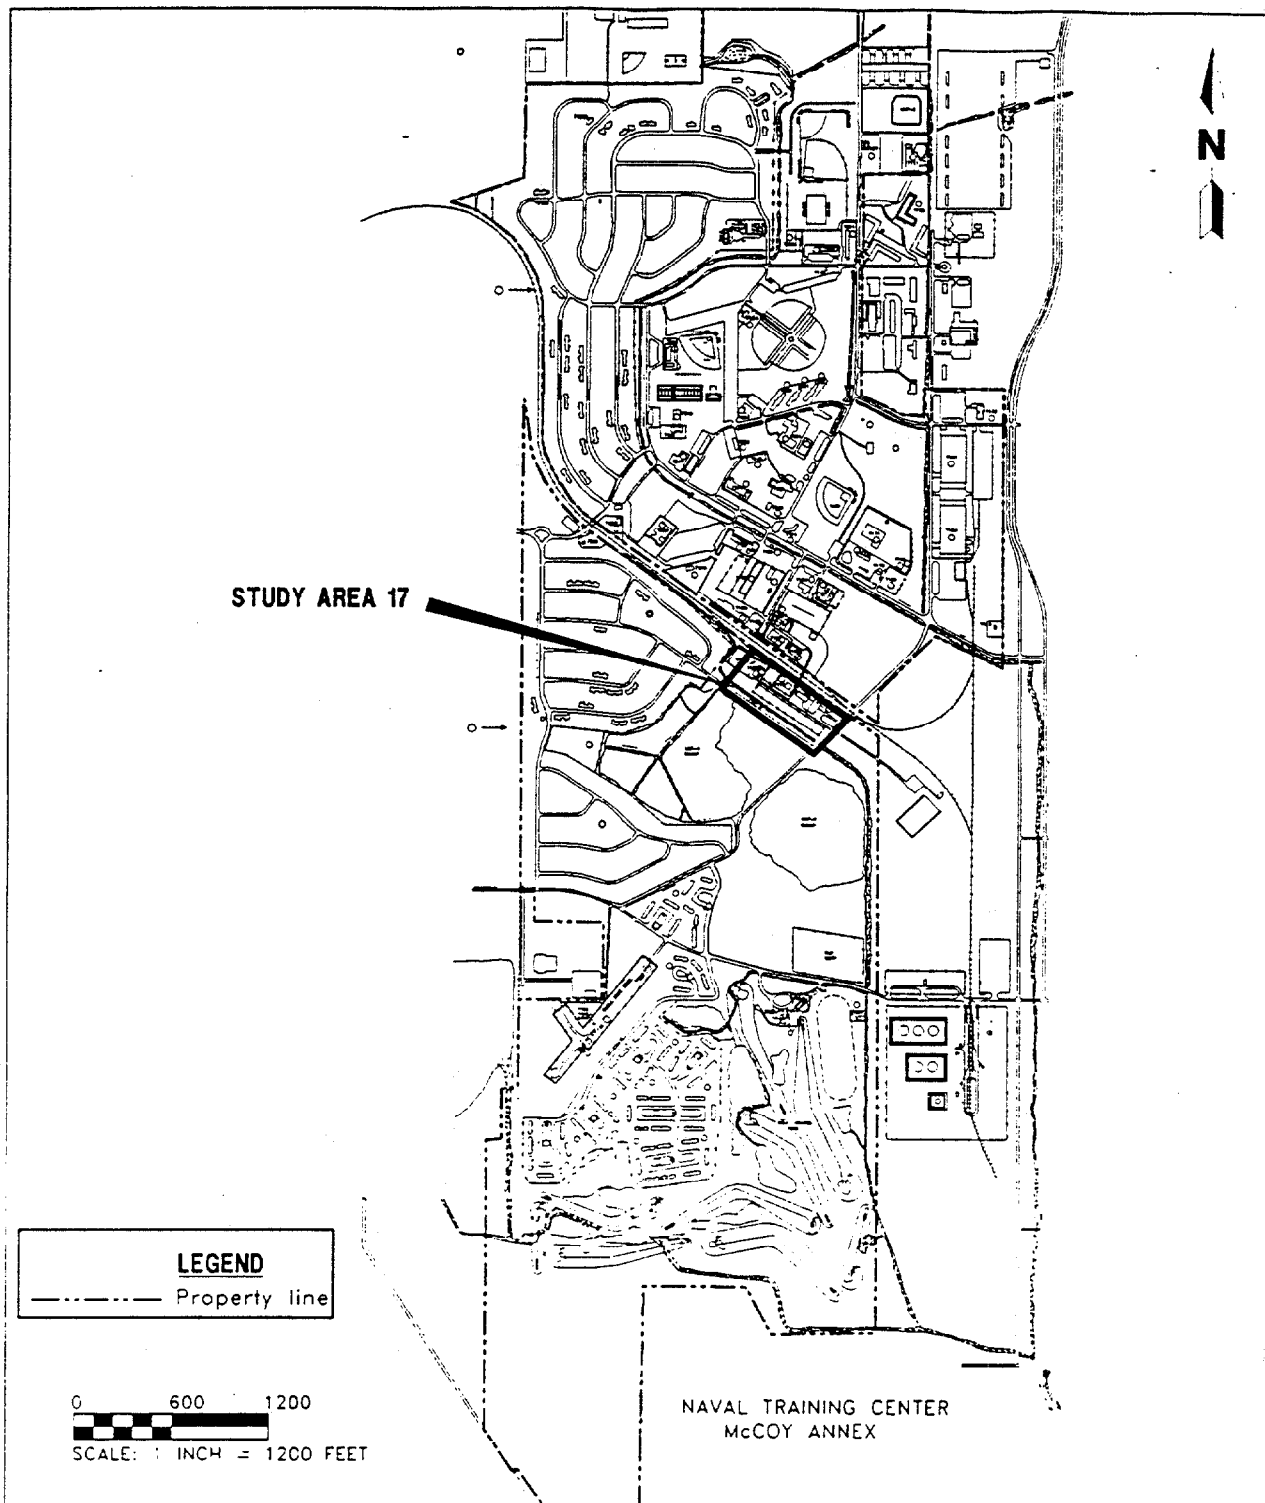 N
STUDY AREA 17
LEGEND
Property line
0 600 1200
SCALE: 1 INCH = 1200 FEET
NAVAL TRAINING CENTER
McCOY ANNEX